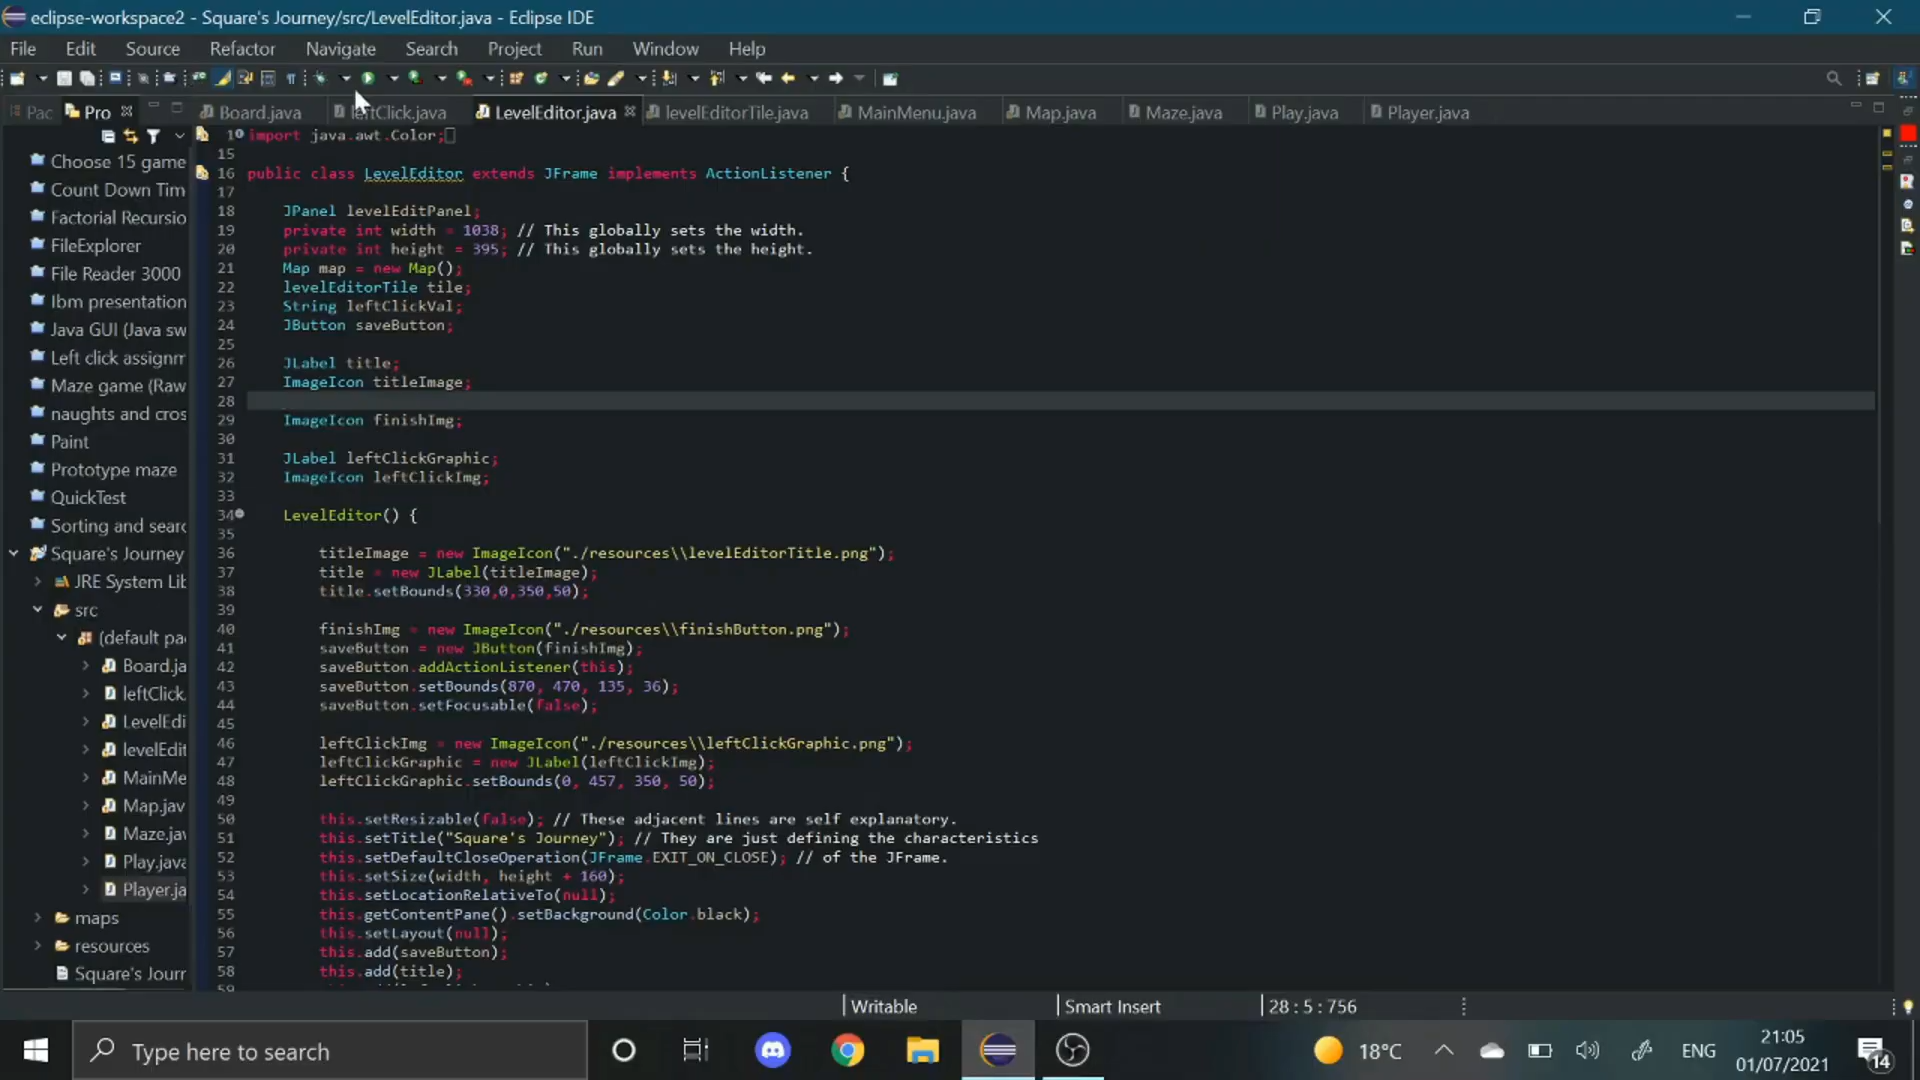 eclipse-workspace2 - Square's Journey/src/LevelEditor.java - Eclipse IDE
File Edit Source Refactor Navigate Search Project Run Window Help
Pac Pro Board.java leftClick.java LevelEditor.java levelEditorTile.java MainMenu.java Map.java Maze.java Play.java Player.java
Choose 15 game
Count Down Tim
Factorial Recursio
FileExplorer
File Reader 3000
Ibm presentation
Java GUI (Java sw
Left click assignm
Maze game (Raw
naughts and cros
Paint
Prototype maze
QuickTest
Sorting and searc
Square's Journey
JRE System Lib
src
(default pa
Board.ja
leftClick.
LevelEdi
levelEdit
MainMe
Map.jav
Maze.jav
Play.java
Player.ja
maps
resources
Square's Journ
1 import java.awt.Color;
15
16 public class LevelEditor extends JFrame implements ActionListener {
17
18 JPanel levelEditPanel;
19 private int width = 1038; // This globally sets the width.
20 private int height = 395; // This globally sets the height.
21 Map map = new Map();
22 levelEditorTile tile;
23 String leftClickVal;
24 JButton saveButton;
25
26 JLabel title;
27 ImageIcon titleImage;
28
29 ImageIcon finishImg;
30
31 JLabel leftClickGraphic;
32 ImageIcon leftClickImg;
33
34 LevelEditor() {
35
36 titleImage = new ImageIcon("./resources\\levelEditorTitle.png");
37 title = new JLabel(titleImage);
38 title.setBounds(330,0,350,50);
39
40 finishImg = new ImageIcon("./resources\\finishButton.png");
41 saveButton = new JButton(finishImg);
42 saveButton.addActionListener(this);
43 saveButton.setBounds(870, 470, 135, 36);
44 saveButton.setFocusable(false);
45
46 leftClickImg = new ImageIcon("./resources\\leftClickGraphic.png");
47 leftClickGraphic = new JLabel(leftClickImg);
48 leftClickGraphic.setBounds(0, 457, 350, 50);
49
50 this.setResizable(false); // These adjacent lines are self explanatory.
51 this.setTitle("Square's Journey"); // They are just defining the characteristics
52 this.setDefaultCloseOperation(JFrame.EXIT_ON_CLOSE); // of the JFrame.
53 this.setSize(width, height + 160);
54 this.setLocationRelativeTo(null);
55 this.getContentPane().setBackground(Color.black);
56 this.setLayout(null);
57 this.add(saveButton);
58 this.add(title);
59
Writable Smart Insert 28 : 5 : 756
Type here to search
18°C ENG
21:05
01/07/2021
14